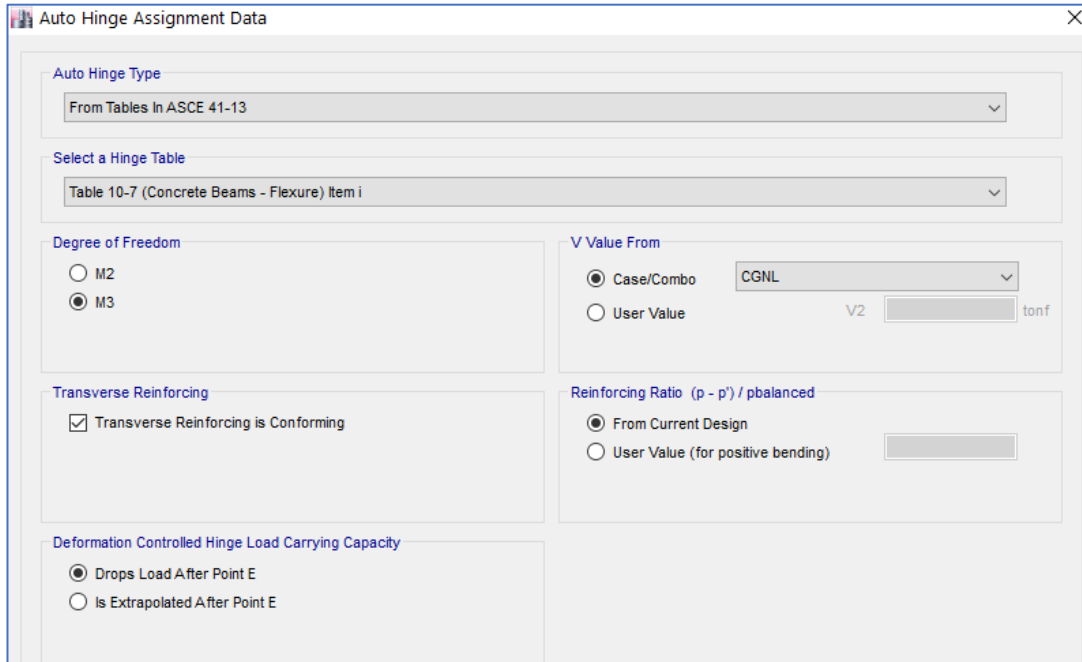 Auto Hinge Assignment Data
Auto Hinge Type
From Tables In ASCE 41-13
Select a Hinge Table
Table 10-7 (Concrete Beams - Flexure) Item i
Degree of Freedom
M2
M3
V Value From
Case/Combo CGNL
User Value V2 tonf
Transverse Reinforcing
Transverse Reinforcing is Conforming
Reinforcing Ratio (p - p') / pbalanced
From Current Design
User Value (for positive bending)
Deformation Controlled Hinge Load Carrying Capacity
Drops Load After Point E
Is Extrapolated After Point E